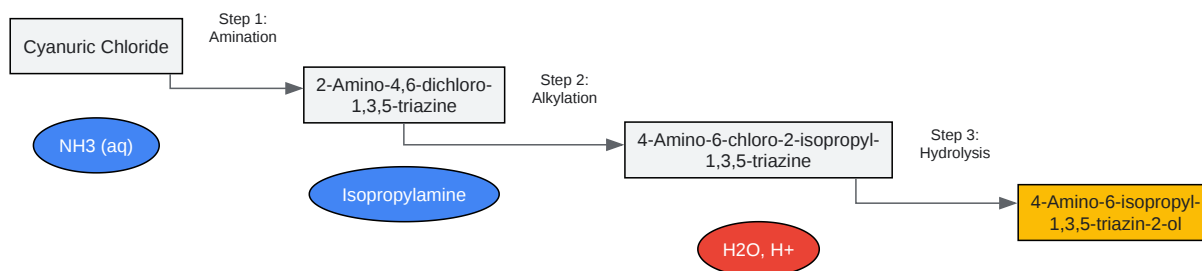 Cyanuric Chloride
Step 1:
Amination
NH3 (aq)
2-Amino-4,6-dichloro-
1,3,5-triazine
Step 2:
Alkylation
Isopropylamine
4-Amino-6-chloro-2-isopropyl-
1,3,5-triazine
Step 3:
Hydrolysis
H2O, H+
4-Amino-6-isopropyl-
1,3,5-triazin-2-ol